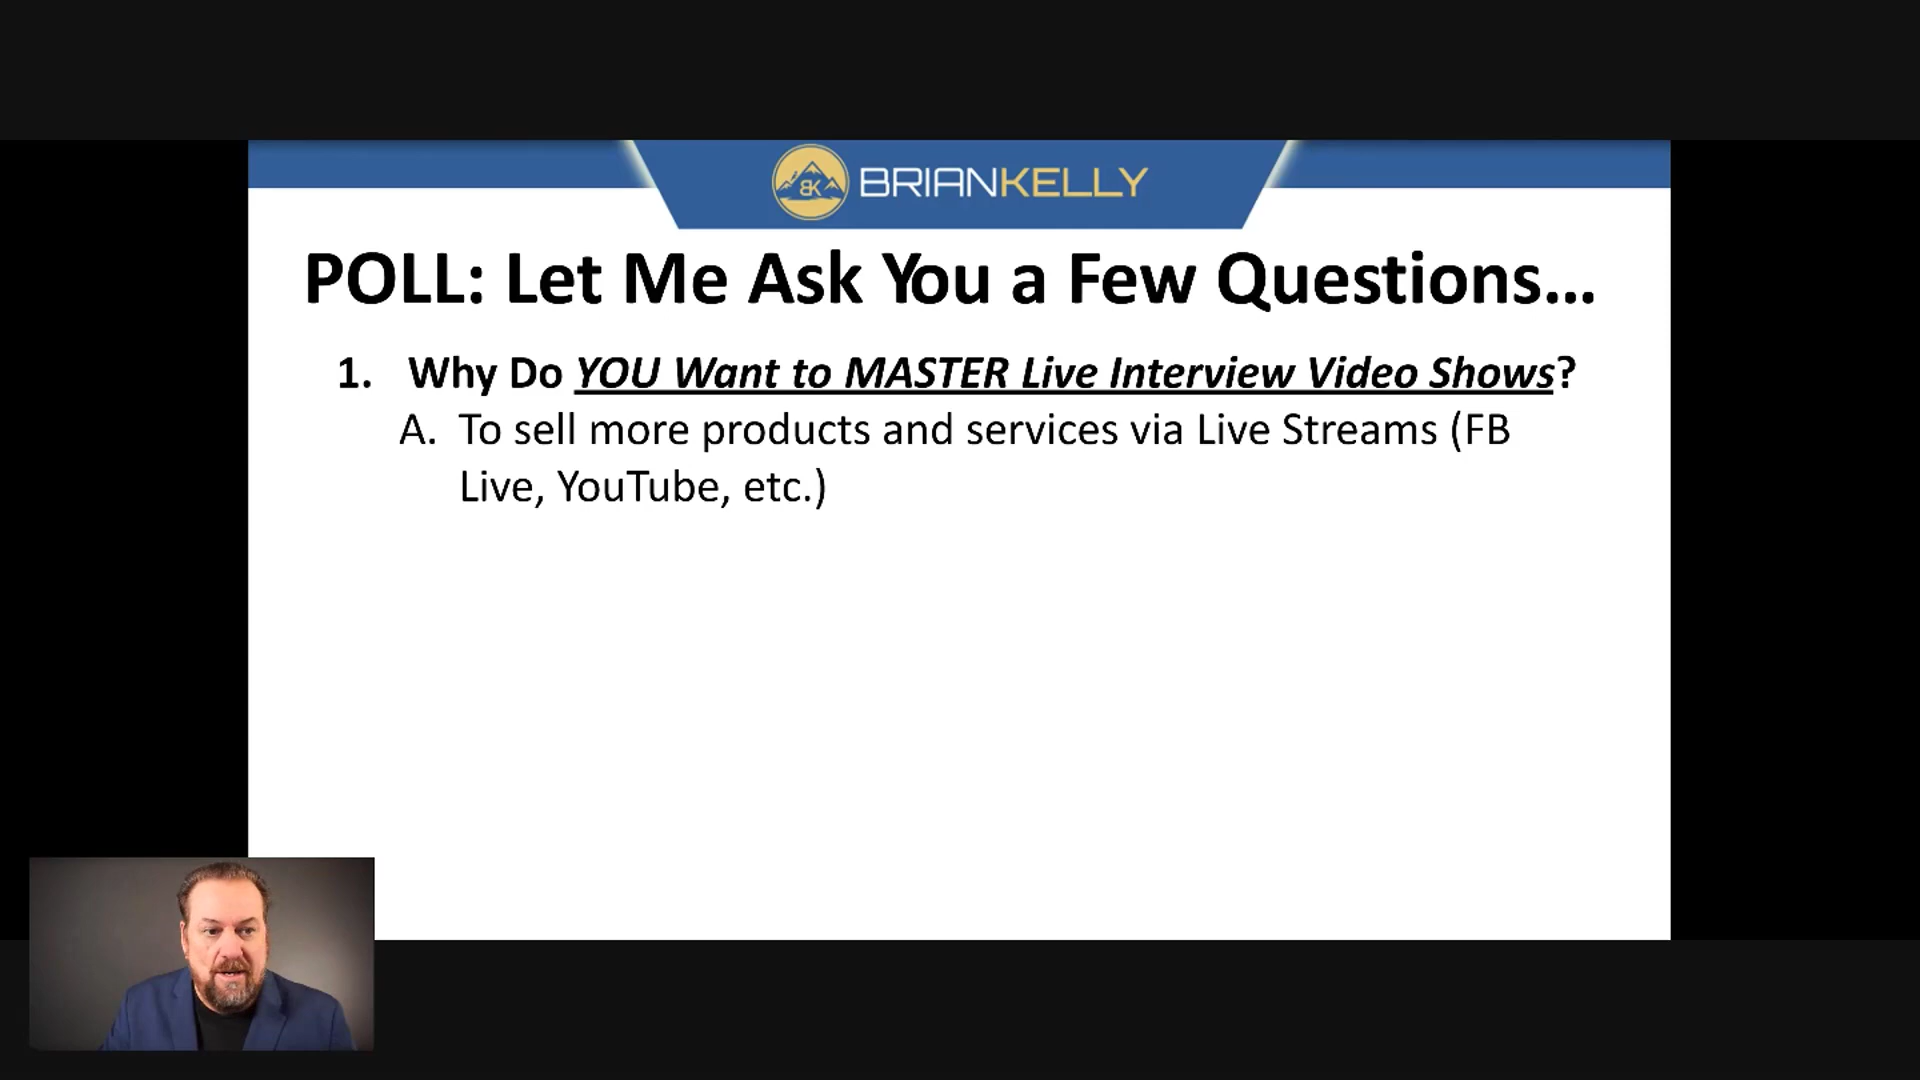 BK BRIANKELLY
POLL: Let Me Ask You a Few Questions...
1. Why Do YOU Want to MASTER Live Interview Video Shows?
A. To sell more products and services via Live Streams (FB
Live, YouTube, etc.)